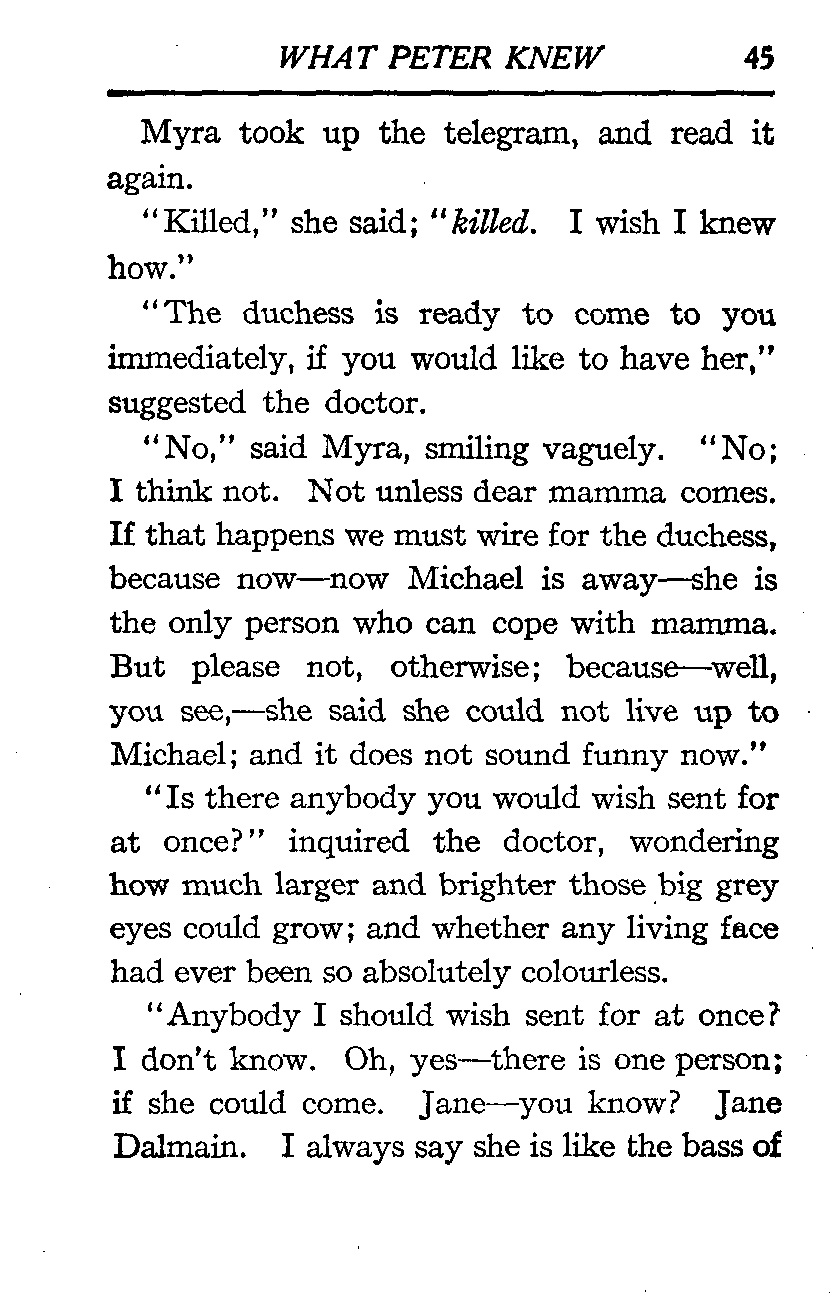 WHAT PETER KNEW 45
Myra took up the telegram, and read it
again.
"Killed," she said; "killed. I wish I knew
how."
"The duchess is ready to come to you
immediately, if you would like to have her,"
suggested the doctor.
"No," said Myra, smiling vaguely. "No;
I think not. Not unless dear mamma comes.
If that happens we must wire for the duchess,
because now—now Michael is away—she is
the only person who can cope with mamma.
But please not, otherwise; because—well,
you see,—she said she could not live up to
Michael; and it does not sound funny now."
"Is there anybody you would wish sent for
at once?" inquired the doctor, wondering
how much larger and brighter those big grey
eyes could grow; and whether any living face
had ever been so absolutely colourless.
"Anybody I should wish sent for at once?
I don't know. Oh, yes—there is one person;
if she could come. Jane—you know? Jane
Dalmain. I always say she is like the bass of